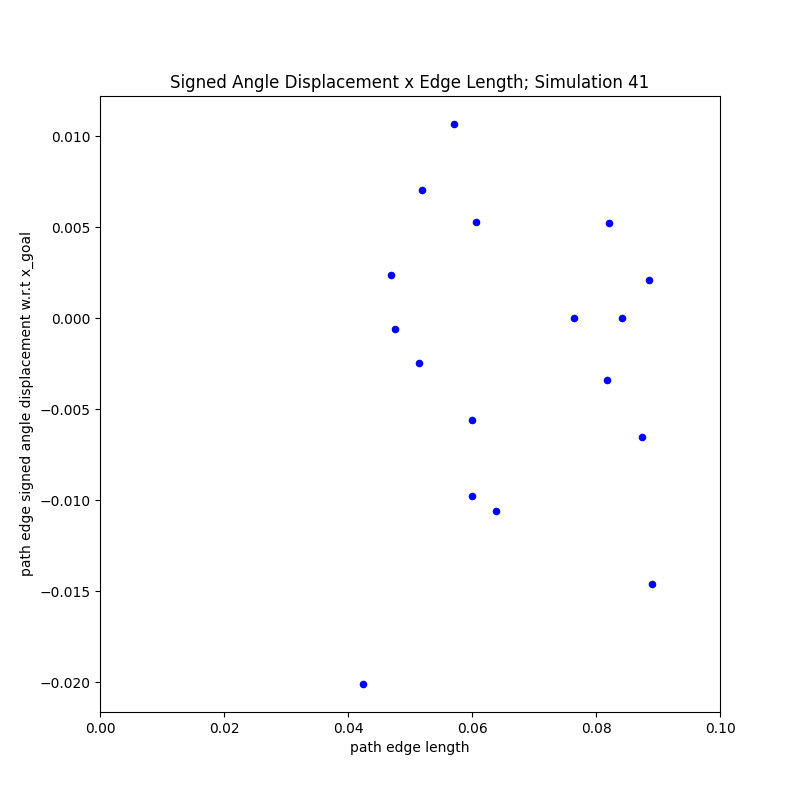 Signed Angle Displacement x Edge Length; Simulation 41
path edge signed angle displacement w.r.t x_goal
0.010
0.005
0.000
−0.005
−0.010
−0.015
−0.020
0.00 0.02 0.04 0.06 0.08 0.10
path edge length